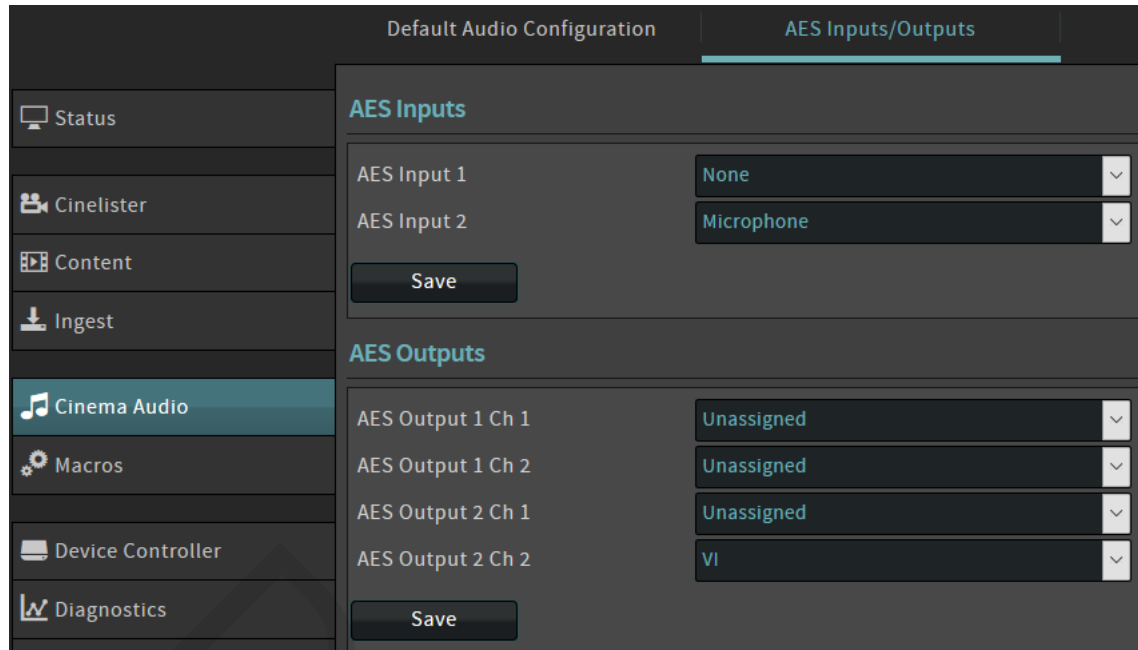 Default Audio Configuration
AES Inputs/Outputs
Status
Cinelister
Content
Ingest
Cinema Audio
Macros
Device Controller
Diagnostics
AES Inputs
AES Input 1 None
AES Input 2 Microphone
Save
AES Outputs
AES Output 1 Ch 1 Unassigned
AES Output 1 Ch 2 Unassigned
AES Output 2 Ch 1 Unassigned
AES Output 2 Ch 2 VI
Save